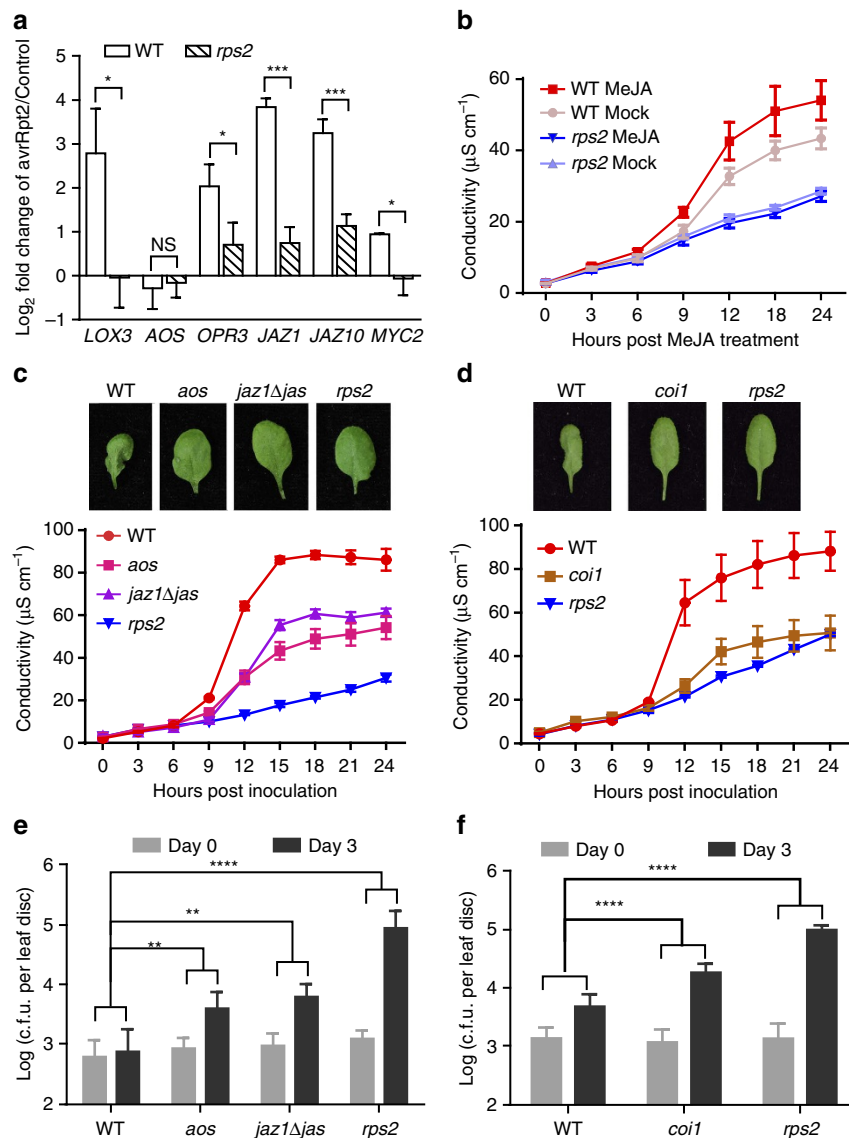 a
WT rps2
Log2 fold change of avrRpt2/Control
5
4
3
2
1
0
−1
* NS * *** *** *
LOX3 AOS OPR3 JAZ1 JAZ10 MYC2
b
Conductivity (µS cm−1)
60
40
20
0
WT MeJA
WT Mock
rps2 MeJA
rps2 Mock
0 3 6 9 12 18 24
Hours post MeJA treatment
c
WT aos jaz1Δjas rps2
Conductivity (µS cm−1)
100
80
60
40
20
0
WT
aos
jaz1Δjas
rps2
0 3 6 9 12 15 18 21 24
Hours post inoculation
d
WT coi1 rps2
Conductivity (µS cm−1)
100
80
60
40
20
0
WT
coi1
rps2
0 3 6 9 12 15 18 21 24
Hours post inoculation
e
Day 0 Day 3
Log (c.f.u. per leaf disc)
6
5
4
3
2
****
**
**
WT aos jaz1Δjas rps2
f
Day 0 Day 3
Log (c.f.u. per leaf disc)
6
5
4
3
2
****
****
WT coi1 rps2